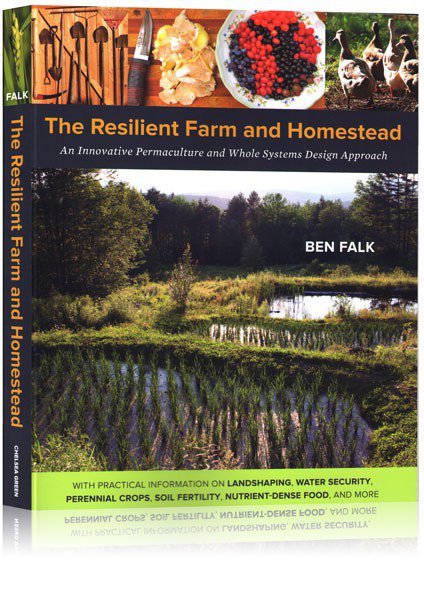 FALK
The Resilient Farm and Homestead
CHELSEA GREEN
The Resilient Farm and Homestead
An Innovative Permaculture and Whole Systems Design Approach
BEN FALK
WITH PRACTICAL INFORMATION ON LANDSHAPING, WATER SECURITY,
PERENNIAL CROPS, SOIL FERTILITY, NUTRIENT-DENSE FOOD, AND MORE